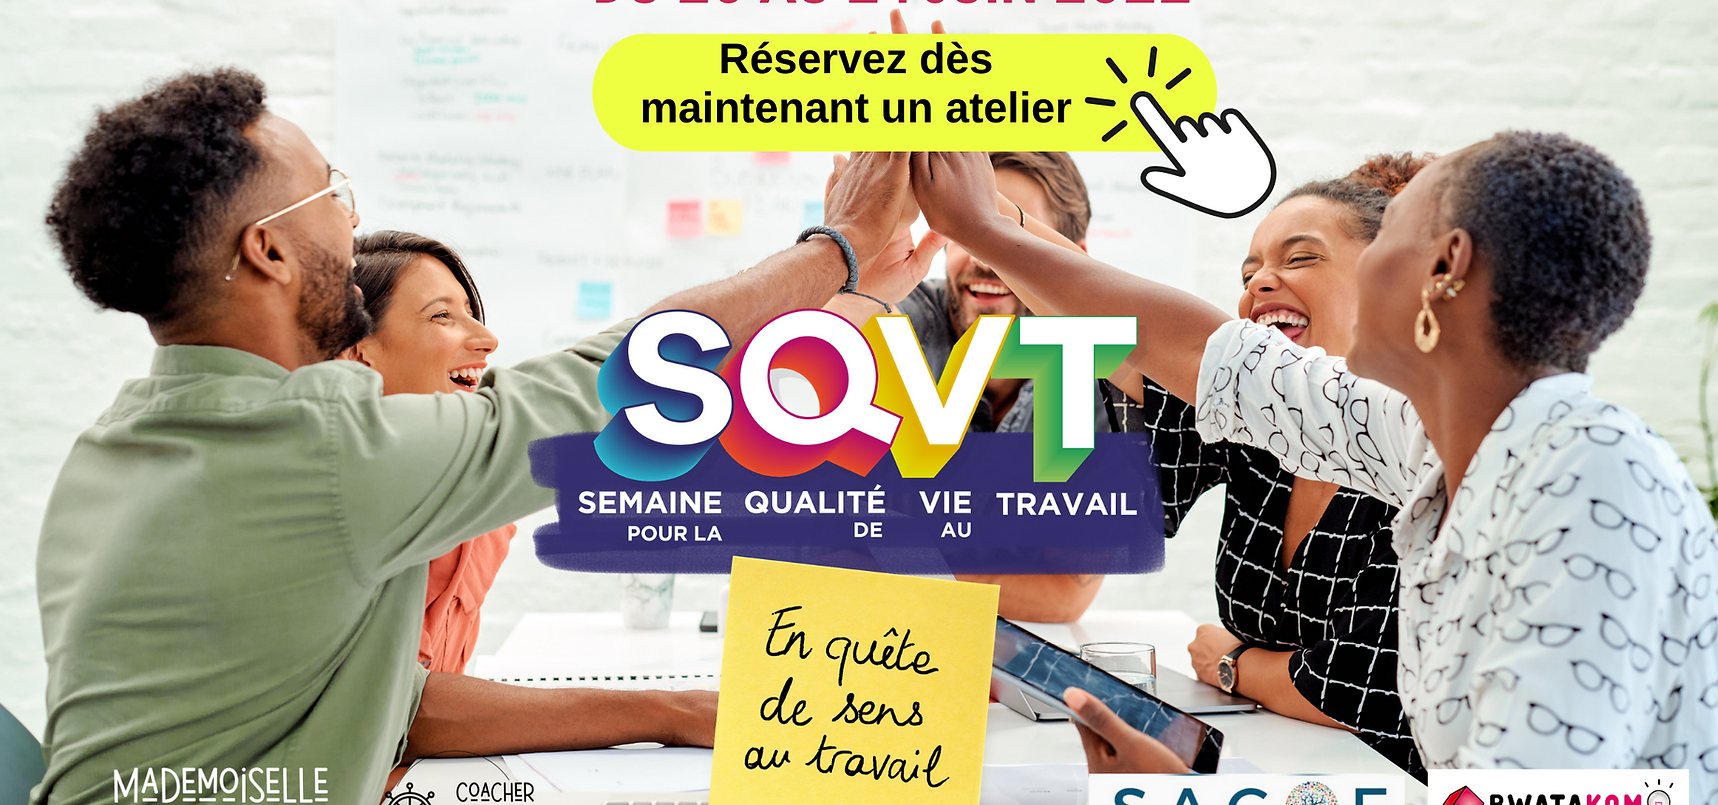 Réservez dès
maintenant un atelier
SQVT
SEMAINE QUALITÉ VIE TRAVAIL
POUR LA DE AU
En quête
de sens
au travail
MADEMOiSELLE
COACHER